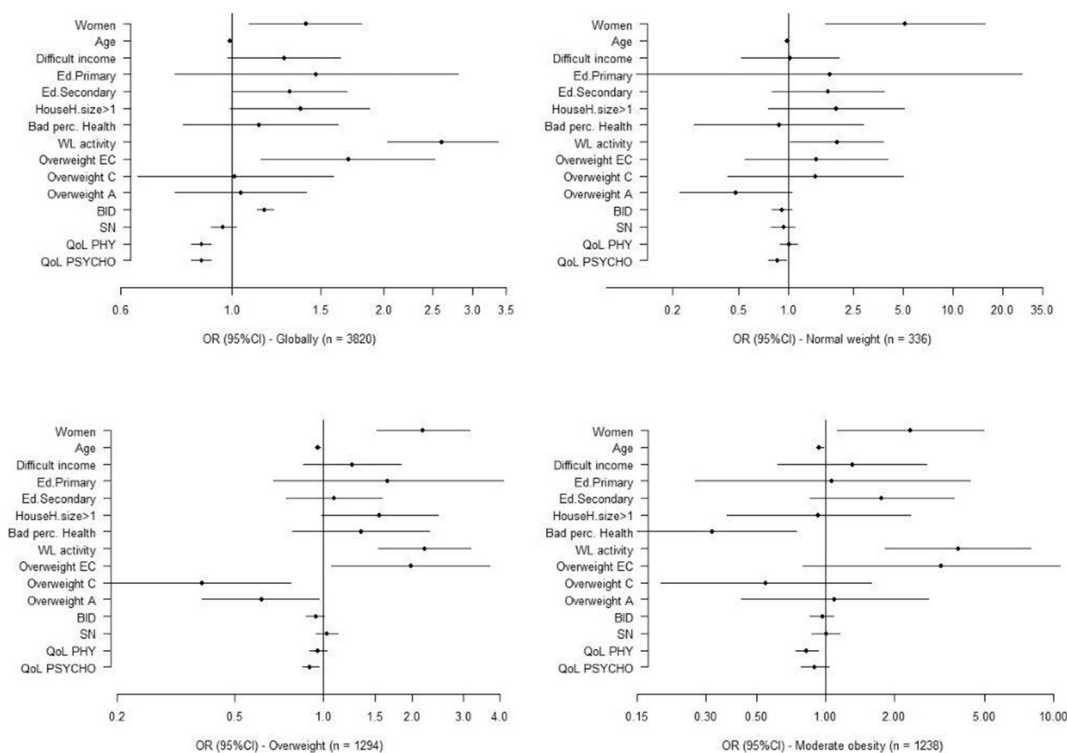 Women
Age
Difficult income
Ed.Primary
Ed.Secondary
HouseH.size>1
Bad perc. Health
WL activity
Overweight EC
Overweight C
Overweight A
BID
SN
QoL PHY
QoL PSYCHO
0.6 1.0 1.5 2.0 2.5 3.5
OR (95%CI) - Globally (n = 3820)
Women
Age
Difficult income
Ed.Primary
Ed.Secondary
HouseH.size>1
Bad perc. Health
WL activity
Overweight EC
Overweight C
Overweight A
BID
SN
QoL PHY
QoL PSYCHO
0.2 0.5 1.0 2.5 5.0 10.0 35.0
OR (95%CI) - Normal weight (n = 336)
Women
Age
Difficult income
Ed.Primary
Ed.Secondary
HouseH.size>1
Bad perc. Health
WL activity
Overweight EC
Overweight C
Overweight A
BID
SN
QoL PHY
QoL PSYCHO
0.2 0.5 1.0 1.5 2.0 3.0 4.0
OR (95%CI) - Overweight (n = 1294)
Women
Age
Difficult income
Ed.Primary
Ed.Secondary
HouseH.size>1
Bad perc. Health
WL activity
Overweight EC
Overweight C
Overweight A
BID
SN
QoL PHY
QoL PSYCHO
0.15 0.30 0.50 1.00 2.00 5.00 10.00
OR (95%CI) - Moderate obesity (n = 1238)